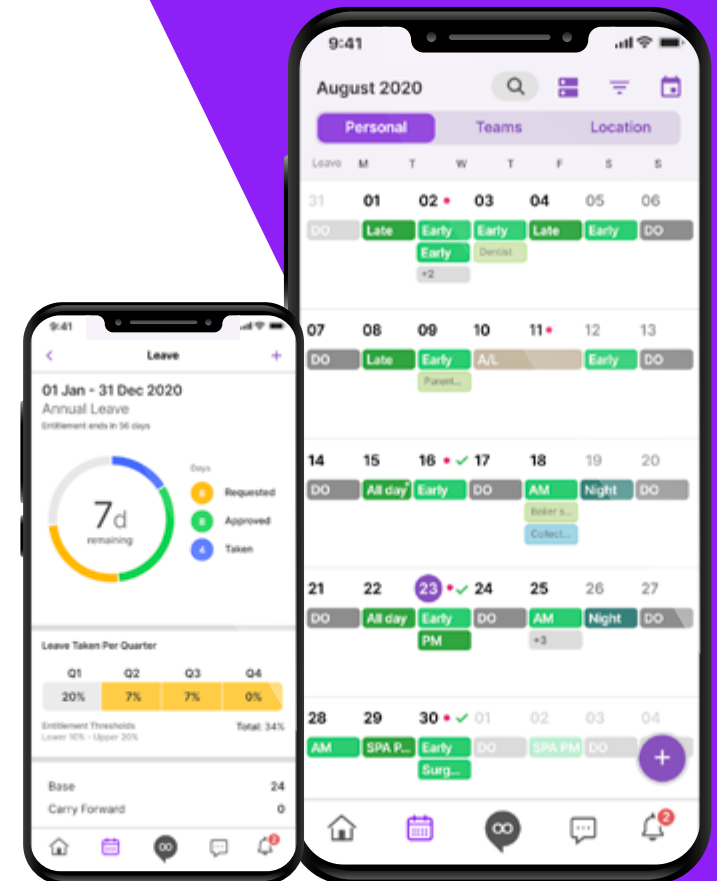 9:41
August 2020
Personal Teams Location
Leave M T W T F S S
31 01 02 03 04 05 06
DO Late Early Early Late Early DO
Early Dentist
+2
07 08 09 10 11 12 13
DO Late Early A/L Early DO
Parent...
14 15 16 17 18 19 20
DO All day Early DO AM Night DO
Boiler s...
Collect...
21 22 23 24 25 26 27
DO All day Early DO AM Night DO
PM +3
28 29 30 01 02 03 04
AM SPA P... Early DO SPA PM DO
Surg...
+
2
9:41
Leave
+
01 Jan - 31 Dec 2020
Annual Leave
Entitlement ends in 56 days
7d
remaining
Days
Requested
8 Approved
4 Taken
Leave Taken Per Quarter
Q1 Q2 Q3 Q4
20% 7% 7% 0%
Entitlement Thresholds Total: 34%
Lower 10% - Upper 20%
Base 24
Carry Forward 0
2